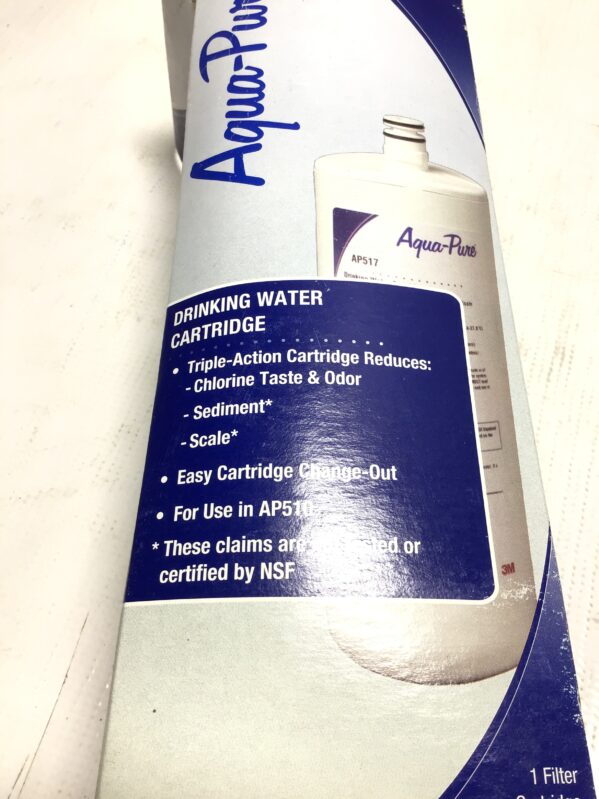 Aqua-Pure
Aqua-Pure
AP517
DRINKING WATER
CARTRIDGE
• Triple-Action Cartridge Reduces:
- Chlorine Taste & Odor
- Sediment*
- Scale*
• Easy Cartridge Change-Out
• For Use in AP510
* These claims are or
certified by NSF
3M
1 Filter